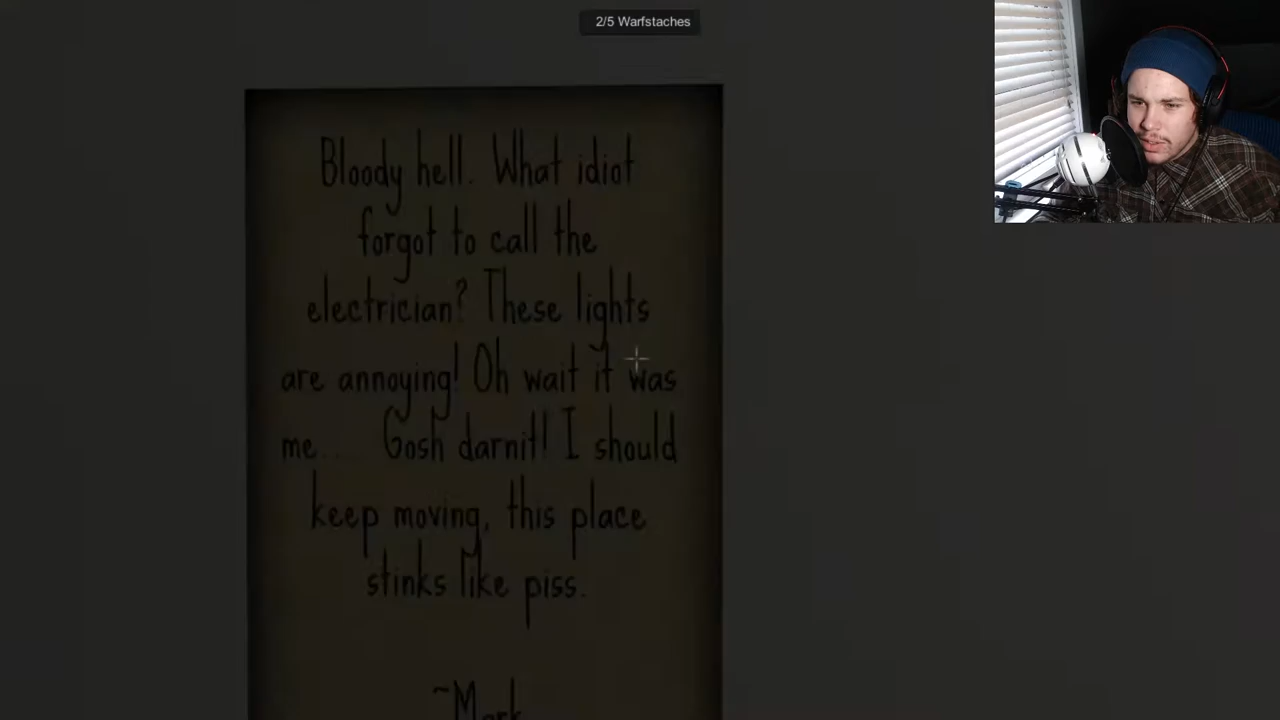 2/5 Warfstaches
Bloody hell. What idiot
forgot to call the
electrician? These lights
are annoying! Oh wait it was
me.... Gosh darnit! I should
keep moving, this place
stinks like piss.
~Mark